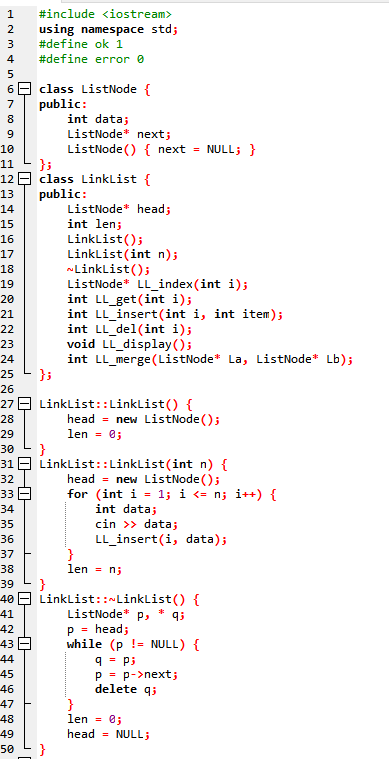 1 #include <iostream>
2 using namespace std;
3 #define ok 1
4 #define error 0
5
6 class ListNode {
7 public:
8     int data;
9     ListNode* next;
10     ListNode() { next = NULL; }
11 };
12 class LinkList {
13 public:
14     ListNode* head;
15     int len;
16     LinkList();
17     LinkList(int n);
18     ~LinkList();
19     ListNode* LL_index(int i);
20     int LL_get(int i);
21     int LL_insert(int i, int item);
22     int LL_del(int i);
23     void LL_display();
24     int LL_merge(ListNode* La, ListNode* Lb);
25 };
26
27 LinkList::LinkList() {
28     head = new ListNode();
29     len = 0;
30 }
31 LinkList::LinkList(int n) {
32     head = new ListNode();
33     for (int i = 1; i <= n; i++) {
34         int data;
35         cin >> data;
36         LL_insert(i, data);
37     }
38     len = n;
39 }
40 LinkList::~LinkList() {
41     ListNode* p, * q;
42     p = head;
43     while (p != NULL) {
44         q = p;
45         p = p->next;
46         delete q;
47     }
48     len = 0;
49     head = NULL;
50 }